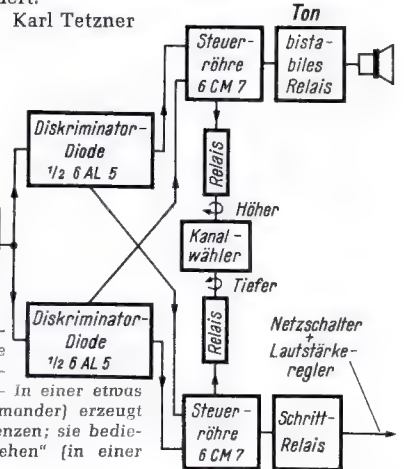 Karl Tetzner
Ton
Steuer-
röhre
6 CM 7
bista-
biles
Relais
Diskriminator-
Diode
1/2 6 AL 5
Relais
Höher
Kanal-
wähler
Tiefer
Relais
Diskriminator-
Diode
1/2 6 AL 5
Netzschalter
+
Lautstärke-
regler
Steuer-
röhre
6 CM 7
Schritt-
Relais
– In einer etwas
mander) erzeugt
enzen; sie bedie-
ehen" (in einer